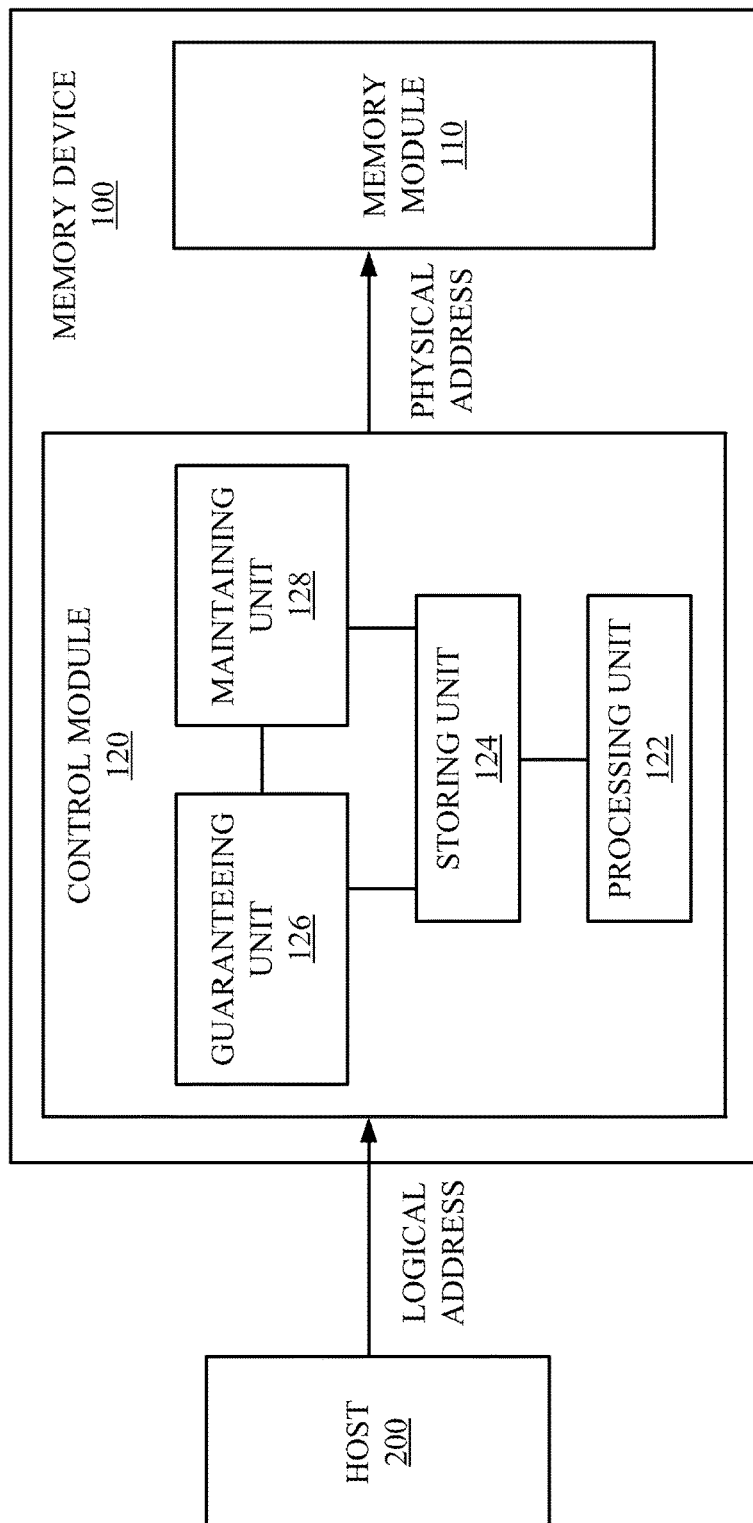 MEMORY DEVICE
100
CONTROL MODULE
120
HOST
200
LOGICAL
ADDRESS
GUARANTEEING
UNIT
126
MAINTAINING
UNIT
128
STORING UNIT
124
PROCESSING UNIT
122
PHYSICAL
ADDRESS
MEMORY
MODULE
110